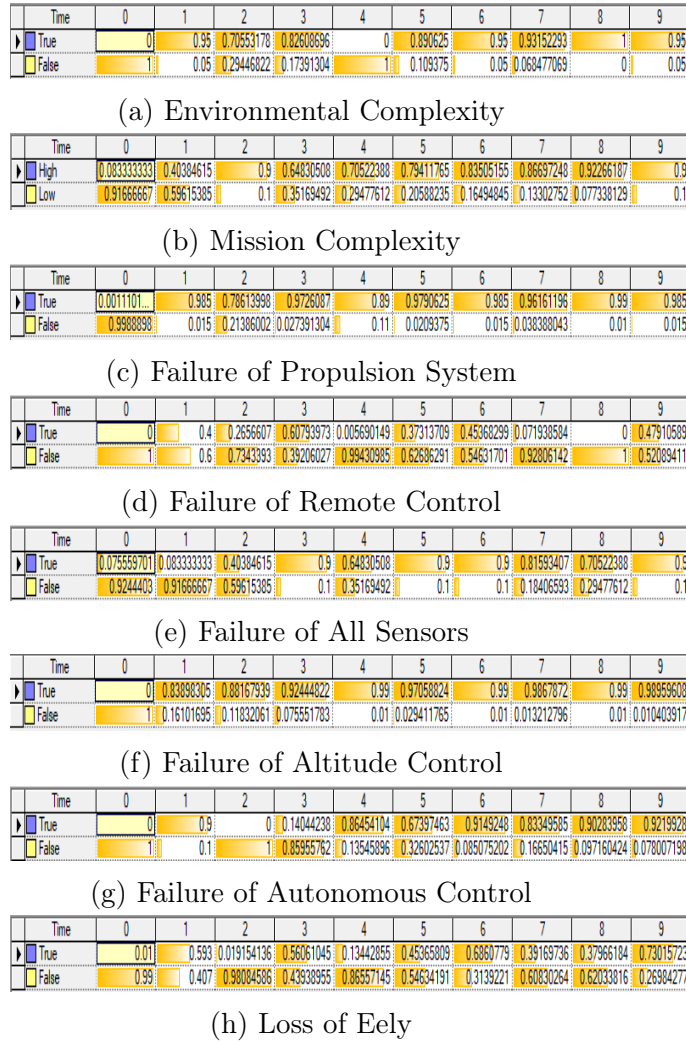 Time 0 1 2 3 4 5 6 7 8 9
True 0 0.95 0.70553178 0.82608696 0 0.890625 0.95 0.93152293 1 0.95
False 1 0.05 0.29446822 0.17391304 1 0.109375 0.05 0.068477069 0 0.05
(a) Environmental Complexity
Time 0 1 2 3 4 5 6 7 8 9
High 0.083333333 0.40384615 0.9 0.64830508 0.70522388 0.79411765 0.83505155 0.86697248 0.92266187 0.9
Low 0.91666667 0.59615385 0.1 0.35169492 0.29477612 0.20588235 0.16494845 0.13302752 0.077338129 0.1
(b) Mission Complexity
Time 0 1 2 3 4 5 6 7 8 9
True 0.0011101... 0.985 0.78613998 0.9726087 0.89 0.9790625 0.985 0.96161196 0.99 0.985
False 0.9988898 0.015 0.21386002 0.027391304 0.11 0.0209375 0.015 0.038388043 0.01 0.015
(c) Failure of Propulsion System
Time 0 1 2 3 4 5 6 7 8 9
True 0 0.4 0.2656607 0.60793973 0.005690149 0.37313709 0.45368299 0.071938584 0 0.47910589
False 1 0.6 0.7343393 0.39206027 0.99430985 0.62686291 0.54631701 0.92806142 1 0.52089411
(d) Failure of Remote Control
Time 0 1 2 3 4 5 6 7 8 9
True 0.075559701 0.083333333 0.40384615 0.9 0.64830508 0.9 0.9 0.81593407 0.70522388 0.9
False 0.9244403 0.91666667 0.59615385 0.1 0.35169492 0.1 0.1 0.18406593 0.29477612 0.1
(e) Failure of All Sensors
Time 0 1 2 3 4 5 6 7 8 9
True 0 0.83898305 0.88167939 0.92444822 0.99 0.97058824 0.99 0.9867872 0.99 0.98959608
False 1 0.16101695 0.11832061 0.075551783 0.01 0.029411765 0.01 0.013212796 0.01 0.010403917
(f) Failure of Altitude Control
Time 0 1 2 3 4 5 6 7 8 9
True 0 0.9 0 0.14044238 0.86454104 0.67397463 0.9149248 0.83349585 0.90283958 0.9219928
False 1 0.1 1 0.85955762 0.13545896 0.32602537 0.085075202 0.16650415 0.097160424 0.078007198
(g) Failure of Autonomous Control
Time 0 1 2 3 4 5 6 7 8 9
True 0.01 0.593 0.019154136 0.56061045 0.13442855 0.45365809 0.6860779 0.39169736 0.37966184 0.73015723
False 0.99 0.407 0.98084586 0.43938955 0.86557145 0.54634191 0.3139221 0.60830264 0.62033816 0.26984277
(h) Loss of Eely